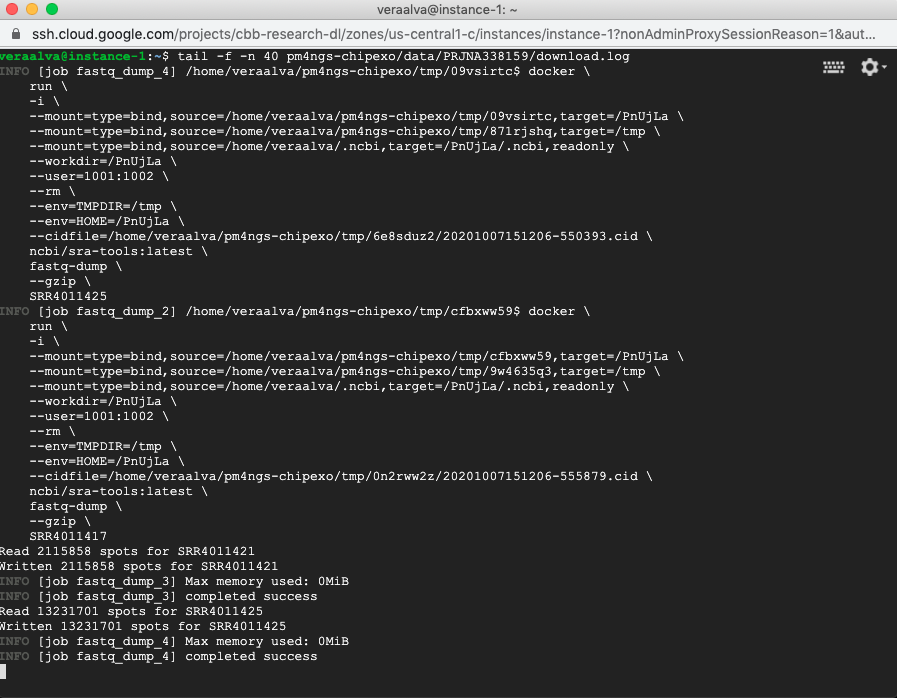 veraalva@instance-1: ~
ssh.cloud.google.com/projects/cbb-research-dl/zones/us-central1-c/instances/instance-1?nonAdminProxySessionReason=1&aut...
veraalva@instance-1:~$ tail -f -n 40 pm4ngs-chipexo/data/PRJNA338159/download.log
INFO [job fastq_dump_4] /home/veraalva/pm4ngs-chipexo/tmp/09vsirtc$ docker \
run \
-i \
--mount=type=bind,source=/home/veraalva/pm4ngs-chipexo/tmp/09vsirtc,target=/PnUjLa \
--mount=type=bind,source=/home/veraalva/pm4ngs-chipexo/tmp/871rjshq,target=/tmp \
--mount=type=bind,source=/home/veraalva/.ncbi,target=/PnUjLa/.ncbi,readonly \
--workdir=/PnUjLa \
--user=1001:1002 \
--rm \
--env=TMPDIR=/tmp \
--env=HOME=/PnUjLa \
--cidfile=/home/veraalva/pm4ngs-chipexo/tmp/6e8sduz2/20201007151206-550393.cid \
ncbi/sra-tools:latest \
fastq-dump \
--gzip \
SRR4011425
INFO [job fastq_dump_2] /home/veraalva/pm4ngs-chipexo/tmp/cfbxww59$ docker \
run \
-i \
--mount=type=bind,source=/home/veraalva/pm4ngs-chipexo/tmp/cfbxww59,target=/PnUjLa \
--mount=type=bind,source=/home/veraalva/pm4ngs-chipexo/tmp/9w4635q3,target=/tmp \
--mount=type=bind,source=/home/veraalva/.ncbi,target=/PnUjLa/.ncbi,readonly \
--workdir=/PnUjLa \
--user=1001:1002 \
--rm \
--env=TMPDIR=/tmp \
--env=HOME=/PnUjLa \
--cidfile=/home/veraalva/pm4ngs-chipexo/tmp/0n2rww2z/20201007151206-555879.cid \
ncbi/sra-tools:latest \
fastq-dump \
--gzip \
SRR4011417
Read 2115858 spots for SRR4011421
Written 2115858 spots for SRR4011421
INFO [job fastq_dump_3] Max memory used: 0MiB
INFO [job fastq_dump_3] completed success
Read 13231701 spots for SRR4011425
Written 13231701 spots for SRR4011425
INFO [job fastq_dump_4] Max memory used: 0MiB
INFO [job fastq_dump_4] completed success